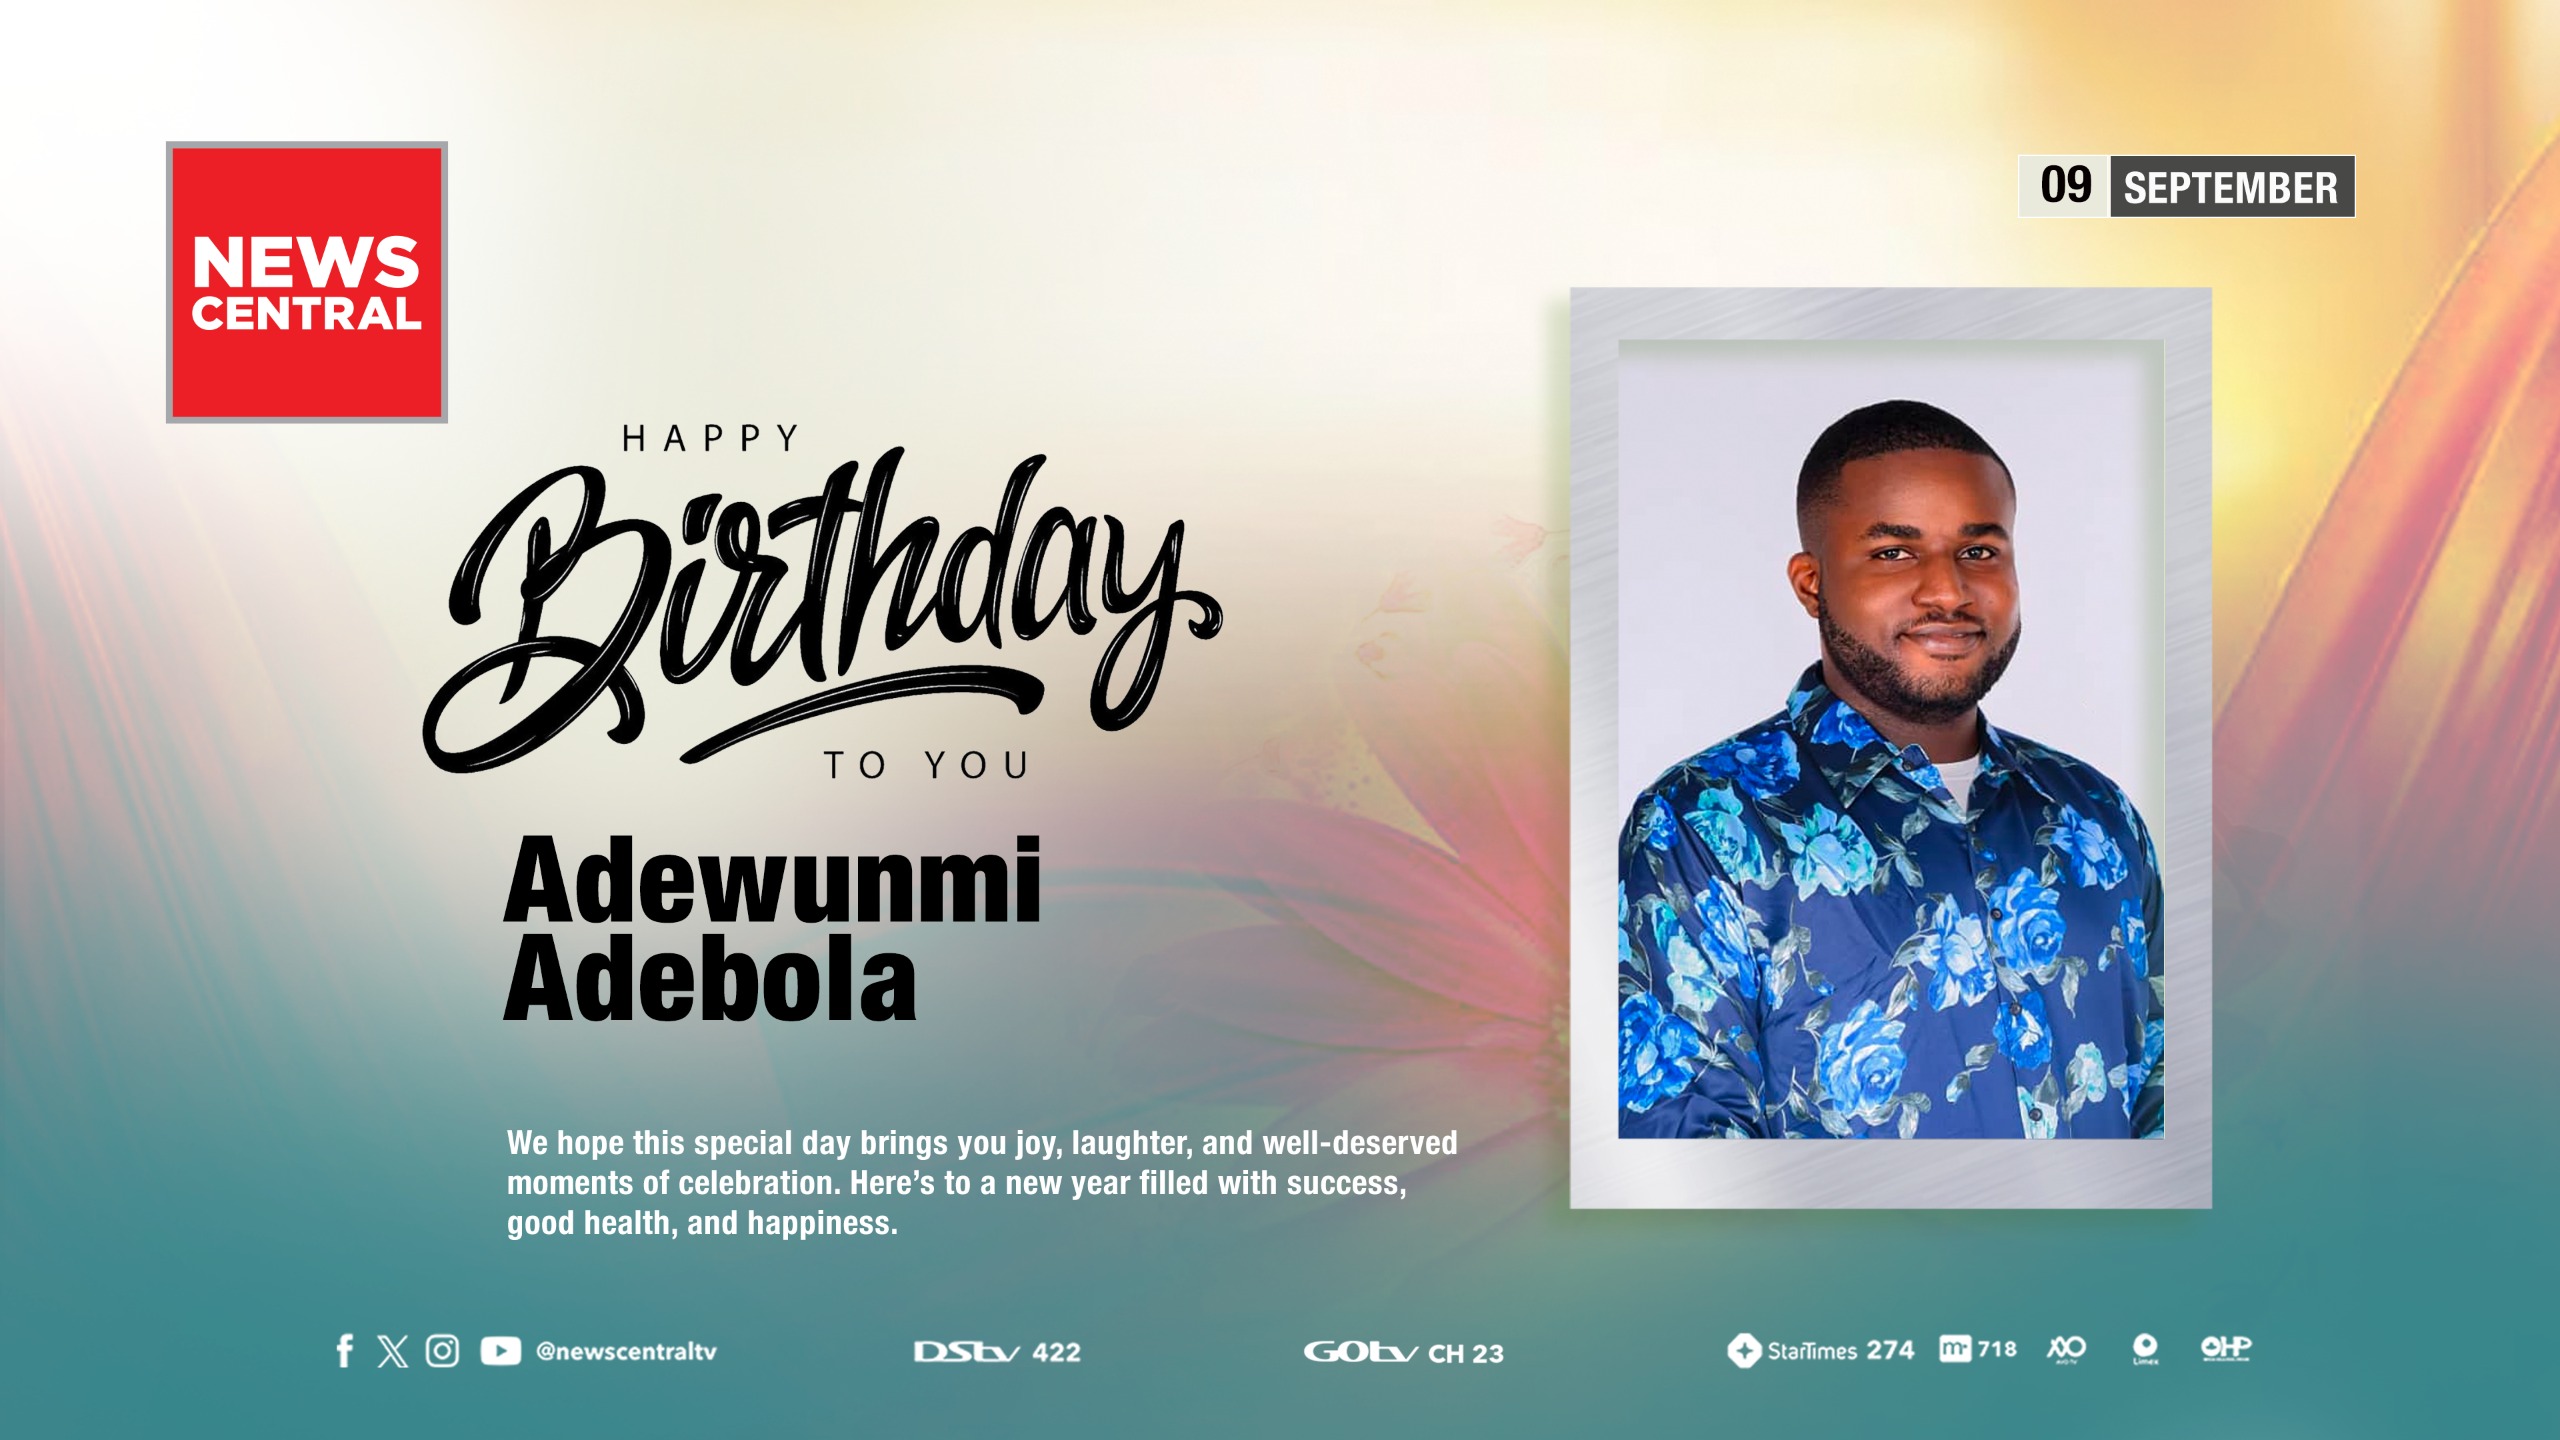 NEWS
CENTRAL
09 SEPTEMBER
HAPPY
Birthday
TO YOU
Adewunmi
Adebola
We hope this special day brings you joy, laughter, and well-deserved
moments of celebration. Here’s to a new year filled with success,
good health, and happiness.
@newscentraltv DStv 422 GOtv CH 23 StarTimes 274 718 Limex OHP